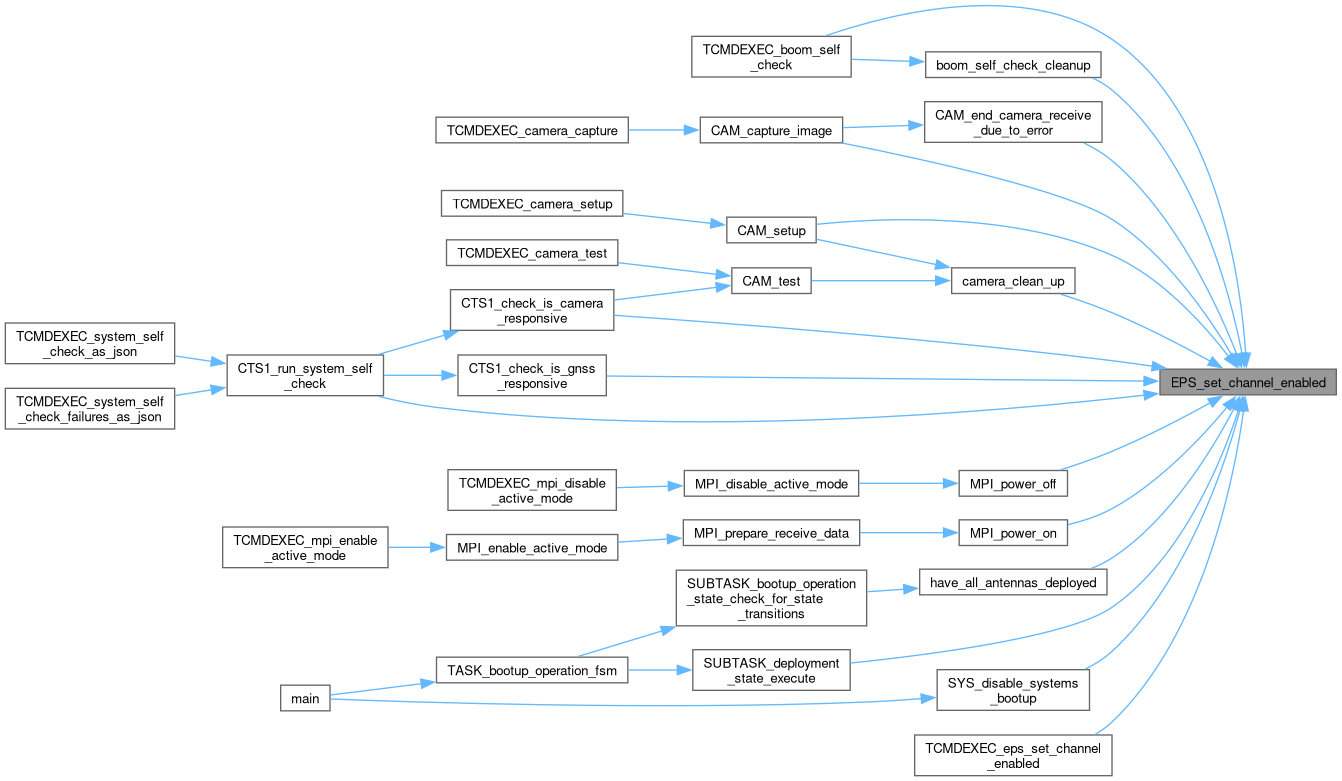 TCMDEXEC_boom_self
_check
boom_self_check_cleanup
CAM_end_camera_receive
_due_to_error
TCMDEXEC_camera_capture
CAM_capture_image
TCMDEXEC_camera_setup
CAM_setup
TCMDEXEC_camera_test
CAM_test
camera_clean_up
CTS1_check_is_camera
_responsive
TCMDEXEC_system_self
_check_as_json
CTS1_run_system_self
_check
CTS1_check_is_gnss
_responsive
EPS_set_channel_enabled
TCMDEXEC_system_self
_check_failures_as_json
TCMDEXEC_mpi_disable
_active_mode
MPI_disable_active_mode
MPI_power_off
TCMDEXEC_mpi_enable
_active_mode
MPI_enable_active_mode
MPI_prepare_receive_data
MPI_power_on
SUBTASK_bootup_operation
_state_check_for_state
_transitions
have_all_antennas_deployed
TASK_bootup_operation_fsm
SUBTASK_deployment
_state_execute
main
SYS_disable_systems
_bootup
TCMDEXEC_eps_set_channel
_enabled